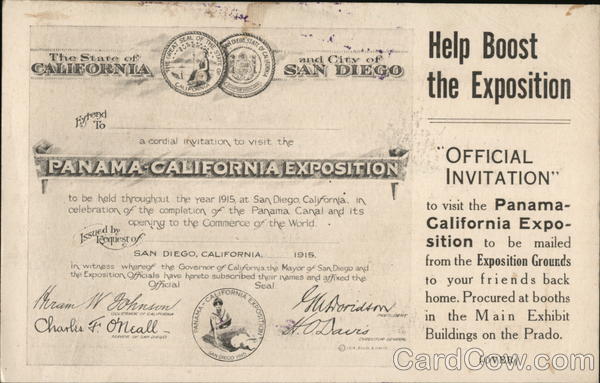 The State of
CALIFORNIA
and City of
SAN DIEGO
Extend
To
a cordial invitation to visit the
PANAMA-CALIFORNIA EXPOSITION
to be held throughout the year 1915, at San Diego, California, in
celebration of the completion of the Panama Canal and its
opening to the Commerce of the World.
Issued by
Request of
SAN DIEGO, CALIFORNIA, 1915.
in witness whereof the Governor of California, the Mayor of San Diego and
the Exposition Officials have hereto subscribed their names and affixed the
Official Seal
Hiram W Johnson
GOVERNOR OF CALIFORNIA
Charles F O'Neall
MAYOR OF SAN DIEGO
PANAMA-CALIFORNIA EXPOSITION
SAN DIEGO 1915
G A Davidson
PRESIDENT
H O Davis
DIRECTOR GENERAL
Help Boost
the Exposition
"OFFICIAL
INVITATION"
to visit the Panama-
California Expo-
sition to be mailed
from the Exposition Grounds
to your friends back
home. Procured at booths
in the Main Exhibit
Buildings on the Prado.
(OVER)
CardCow.com